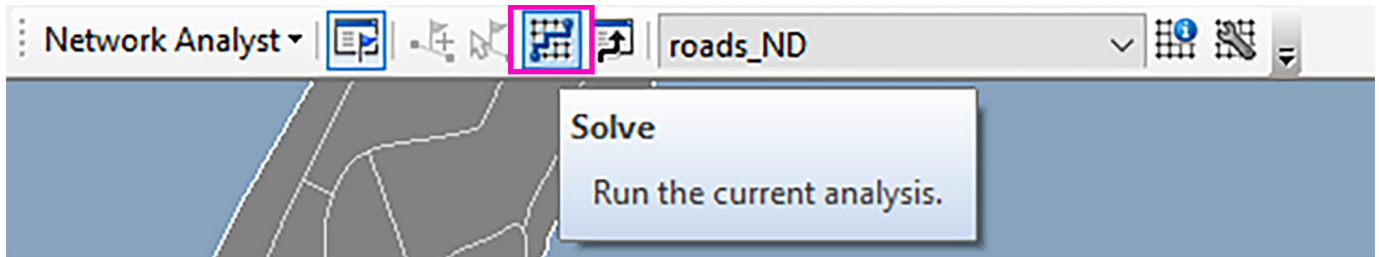 Network Analyst roads_ND
Solve
Run the current analysis.